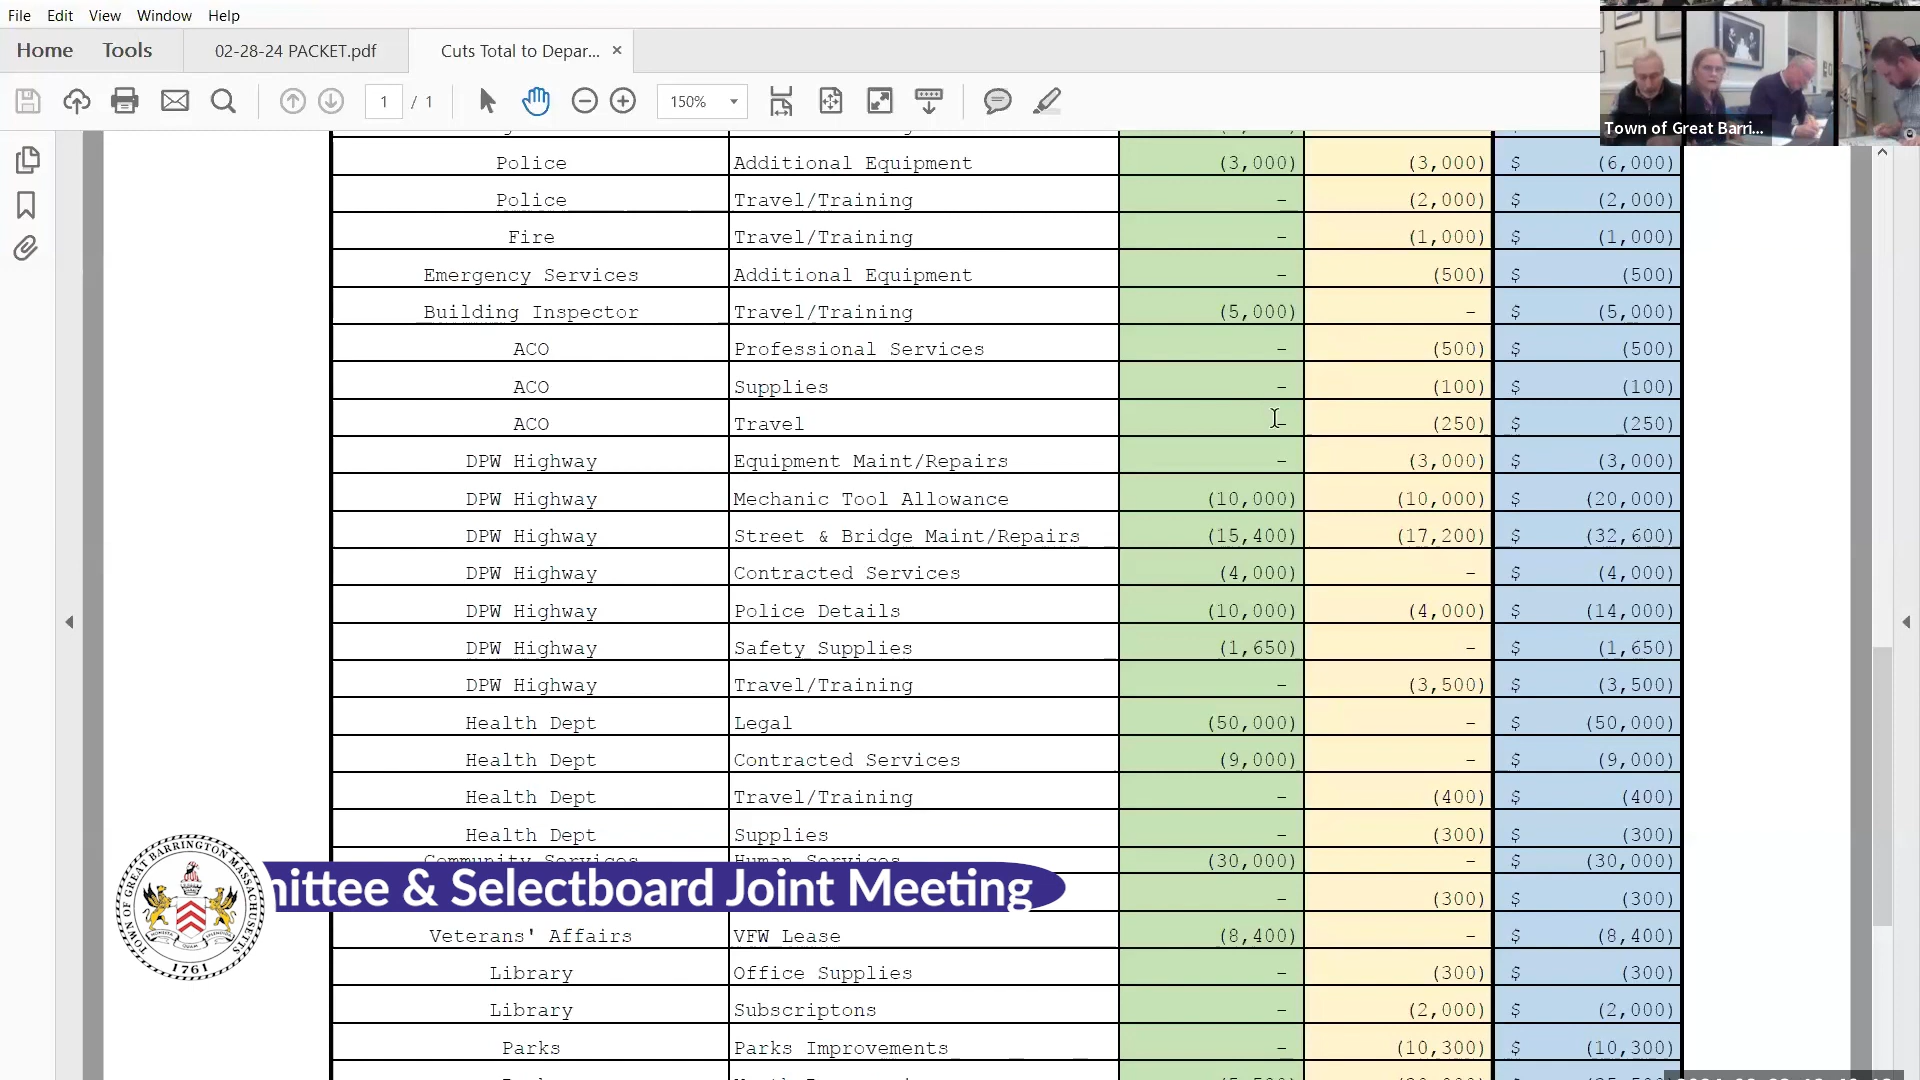 File Edit View Window Help
Home Tools 02-28-24 PACKET.pdf Cuts Total to Depar... ×
1 / 1 150%
Town of Great Barri...
Police Additional Equipment (3,000) (3,000) $ (6,000)
Police Travel/Training - (2,000) $ (2,000)
Fire Travel/Training - (1,000) $ (1,000)
Emergency Services Additional Equipment - (500) $ (500)
Building Inspector Travel/Training (5,000) - $ (5,000)
ACO Professional Services - (500) $ (500)
ACO Supplies - (100) $ (100)
ACO Travel - (250) $ (250)
DPW Highway Equipment Maint/Repairs - (3,000) $ (3,000)
DPW Highway Mechanic Tool Allowance (10,000) (10,000) $ (20,000)
DPW Highway Street & Bridge Maint/Repairs (15,400) (17,200) $ (32,600)
DPW Highway Contracted Services (4,000) - $ (4,000)
DPW Highway Police Details (10,000) (4,000) $ (14,000)
DPW Highway Safety Supplies (1,650) - $ (1,650)
DPW Highway Travel/Training - (3,500) $ (3,500)
Health Dept Legal (50,000) - $ (50,000)
Health Dept Contracted Services (9,000) - $ (9,000)
Health Dept Travel/Training - (400) $ (400)
Health Dept Supplies - (300) $ (300)
Community Services Human Services (30,000) - $ (30,000)
mittee & Selectboard Joint Meeting
- (300) $ (300)
Veterans' Affairs VFW Lease (8,400) - $ (8,400)
Library Office Supplies - (300) $ (300)
Library Subscriptons - (2,000) $ (2,000)
Parks Parks Improvements - (10,300) $ (10,300)
TOWN OF GREAT BARRINGTON MASSACHUSETTS
1761